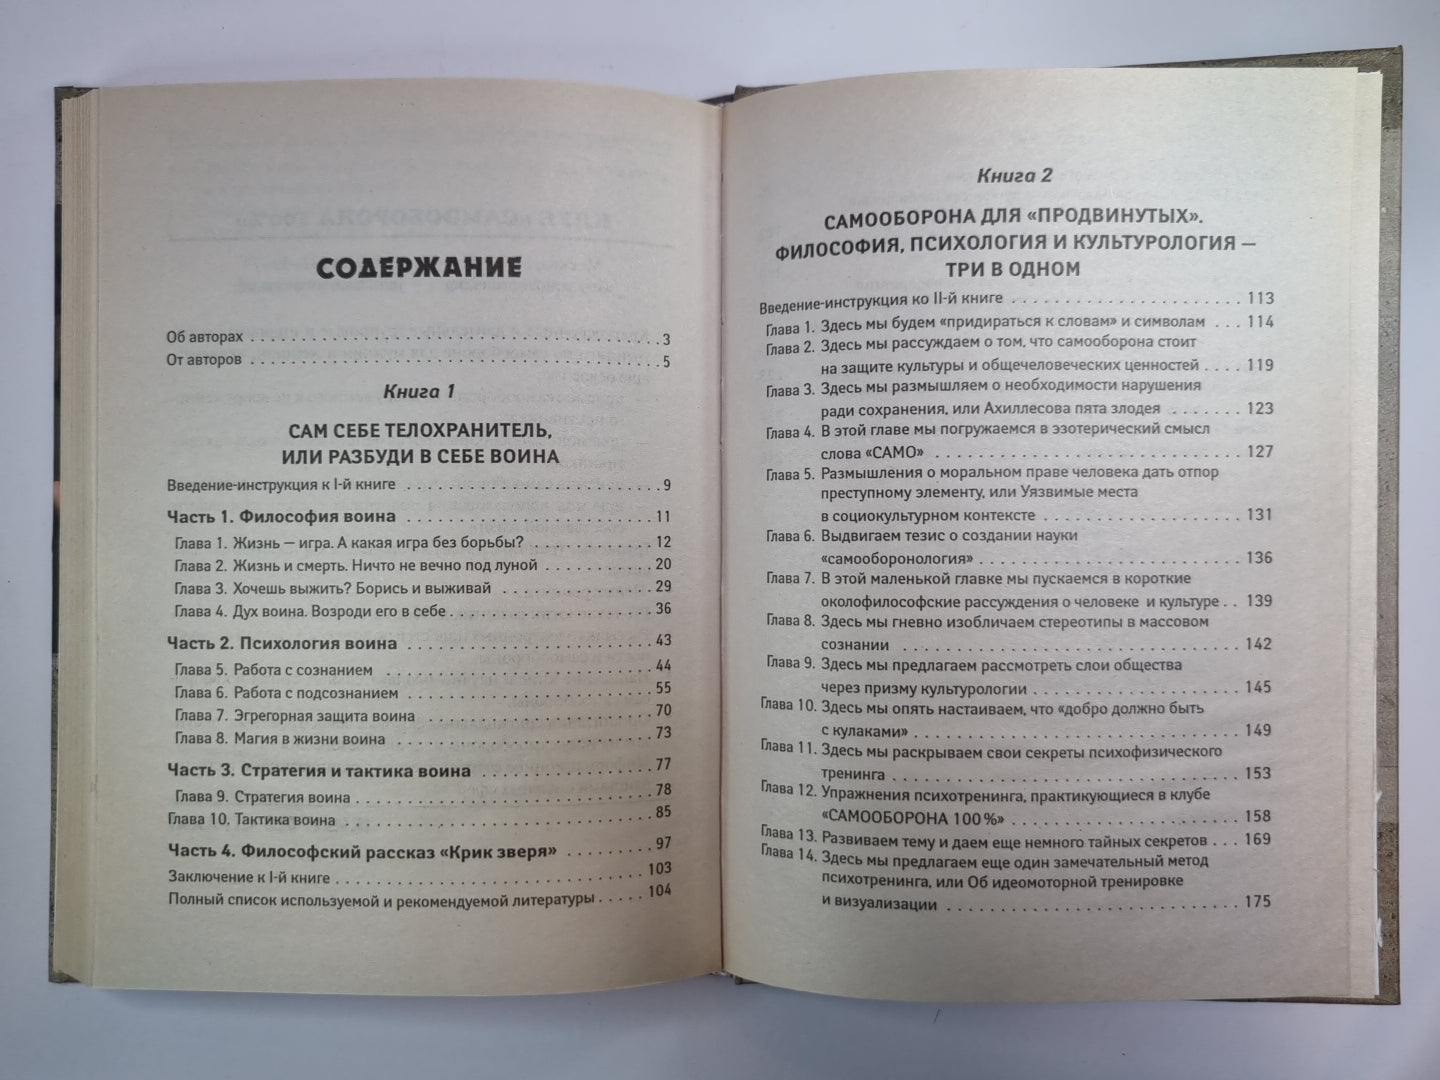 СОДЕРЖАНИЕ
Об авторах . . . . . . . . . . . . . . . . . . . . 3
От авторов . . . . . . . . . . . . . . . . . . . . 5
Книга 1
САМ СЕБЕ ТЕЛОХРАНИТЕЛЬ,
ИЛИ РАЗБУДИ В СЕБЕ ВОИНА
Введение-инструкция к I-й книге . . . . . . . . . . 9
Часть 1. Философия воина . . . . . . . . . . 11
Глава 1. Жизнь — игра. А какая игра без борьбы? . . . . . 12
Глава 2. Жизнь и смерть. Ничто не вечно под луной . . . . . 20
Глава 3. Хочешь выжить? Борись и выживай . . . . . 29
Глава 4. Дух воина. Возроди его в себе . . . . . 36
Часть 2. Психология воина . . . . . . . . . . 43
Глава 5. Работа с сознанием . . . . . . . . . . 44
Глава 6. Работа с подсознанием . . . . . . . . . . 55
Глава 7. Эгрегорная защита воина . . . . . . . . . . 70
Глава 8. Магия в жизни воина . . . . . . . . . . 73
Часть 3. Стратегия и тактика воина . . . . . . . . . . 77
Глава 9. Стратегия воина . . . . . . . . . . 78
Глава 10. Тактика воина . . . . . . . . . . 85
Часть 4. Философский рассказ «Крик зверя» . . . . . 97
Заключение к I-й книге . . . . . . . . . . 103
Полный список используемой и рекомендуемой литературы . . . . . 104
Книга 2
САМООБОРОНА ДЛЯ «ПРОДВИНУТЫХ».
ФИЛОСОФИЯ, ПСИХОЛОГИЯ И КУЛЬТУРОЛОГИЯ —
ТРИ В ОДНОМ
Введение-инструкция ко II-й книге . . . . . . . . . . 113
Глава 1. Здесь мы будем «придираться к словам» и символам . . . 114
Глава 2. Здесь мы рассуждаем о том, что самооборона стоит
на защите культуры и общечеловеческих ценностей . . . . 119
Глава 3. Здесь мы размышляем о необходимости нарушения
ради сохранения, или Ахиллесова пята злодея . . . . . 123
Глава 4. В этой главе мы погружаемся в эзотерический смысл
слова «САМО» . . . . . . . . . . 127
Глава 5. Размышления о моральном праве человека дать отпор
преступному элементу, или Уязвимые места
в социокультурном контексте . . . . . . . . . . 131
Глава 6. Выдвигаем тезис о создании науки
«самооборонология» . . . . . . . . . . 136
Глава 7. В этой маленькой главке мы пускаемся в короткие
околофилософские рассуждения о человеке и культуре . . 139
Глава 8. Здесь мы гневно изобличаем стереотипы в массовом
сознании . . . . . . . . . . 142
Глава 9. Здесь мы предлагаем рассмотреть слои общества
через призму культурологии . . . . . . . . . . 145
Глава 10. Здесь мы опять настаиваем, что «добро должно быть
с кулаками» . . . . . . . . . . 149
Глава 11. Здесь мы раскрываем свои секреты психофизического
тренинга . . . . . . . . . . 153
Глава 12. Упражнения психотренинга, практикующиеся в клубе
«САМООБОРОНА 100 %» . . . . . . . . . . 158
Глава 13. Развиваем тему и даем еще немного тайных секретов . . . 169
Глава 14. Здесь мы предлагаем еще один замечательный метод
психотренинга, или Об идеомоторной тренировке
и визуализации . . . . . . . . . . 175